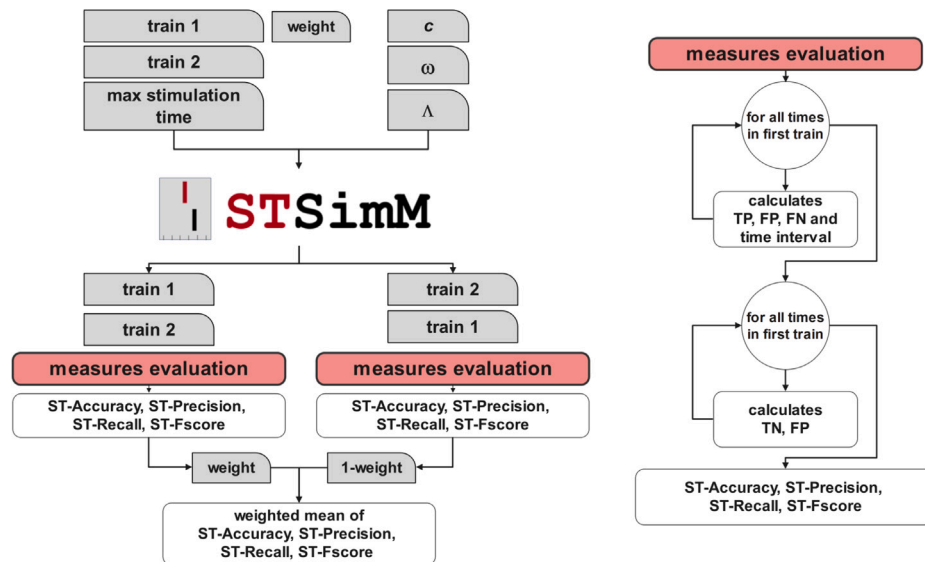 train 1
weight
c
train 2
ω
max stimulation
time
Λ
STSimM
train 1
train 2
train 2
train 1
measures evaluation
measures evaluation
ST-Accuracy, ST-Precision,
ST-Recall, ST-Fscore
ST-Accuracy, ST-Precision,
ST-Recall, ST-Fscore
weight
1-weight
weighted mean of
ST-Accuracy, ST-Precision,
ST-Recall, ST-Fscore
measures evaluation
for all times
in first train
calculates
TP, FP, FN and
time interval
for all times
in first train
calculates
TN, FP
ST-Accuracy, ST-Precision,
ST-Recall, ST-Fscore